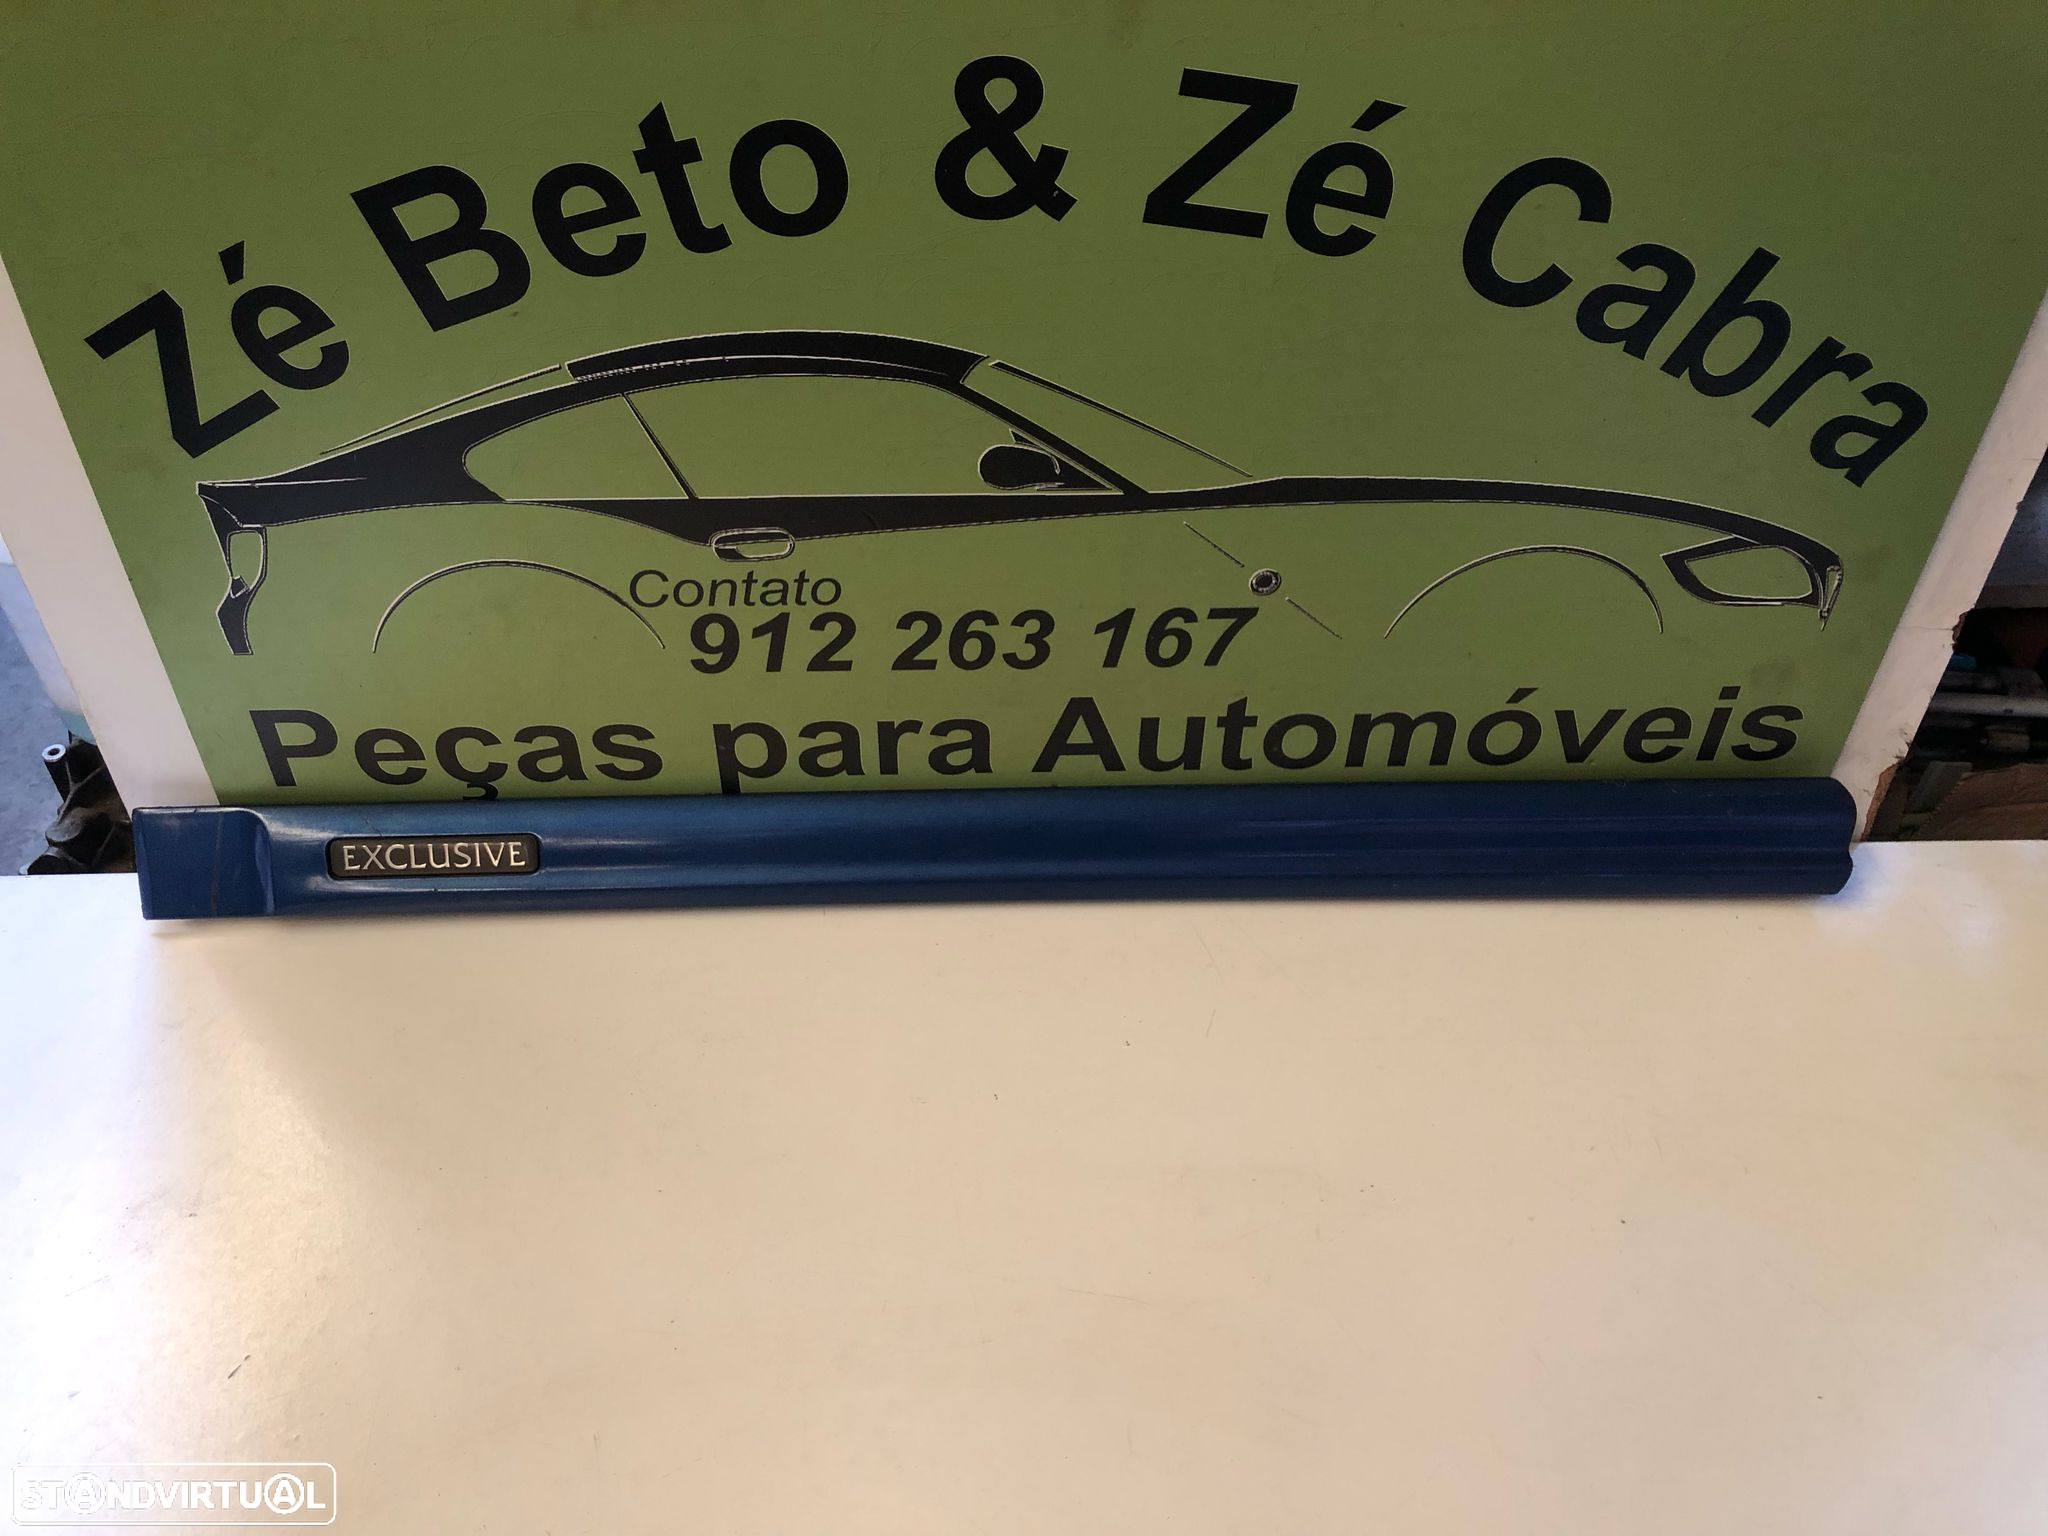 Zé Beto & Zé Cabra
Contato
912 263 167
Peças para Automóveis
EXCLUSIVE
STANDVIRTUAL